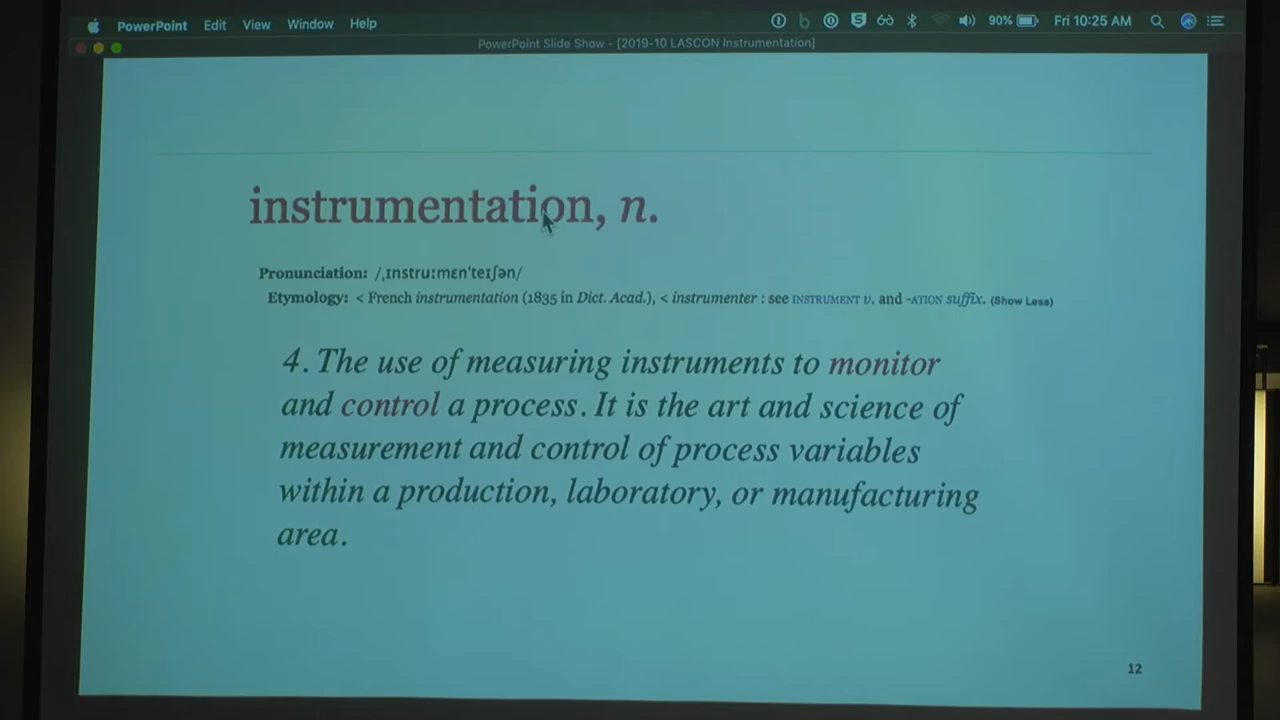 PowerPoint Edit View Window Help 90% Fri 10:25 AM
PowerPoint Slide Show - [2019-10 LASCON Instrumentation]
instrumentation, n.
Pronunciation: /ˌɪnstruːmɛnˈteɪʃən/
Etymology: < French instrumentation (1835 in Dict. Acad.), < instrumenter : see INSTRUMENT v. and -ATION suffix. (Show Less)
4. The use of measuring instruments to monitor
and control a process. It is the art and science of
measurement and control of process variables
within a production, laboratory, or manufacturing
area.
12